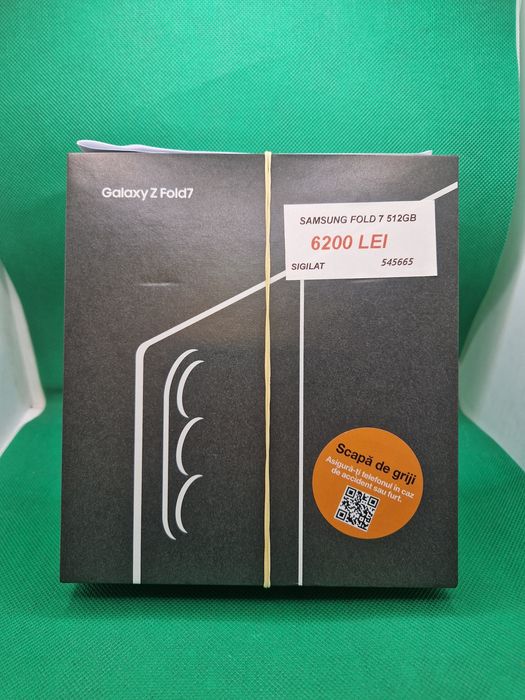 Galaxy Z Fold7
SAMSUNG FOLD 7 512GB
6200 LEI
SIGILAT 545665
Scapă de griji
Asigură-ți telefonul în caz
de accident sau furt.